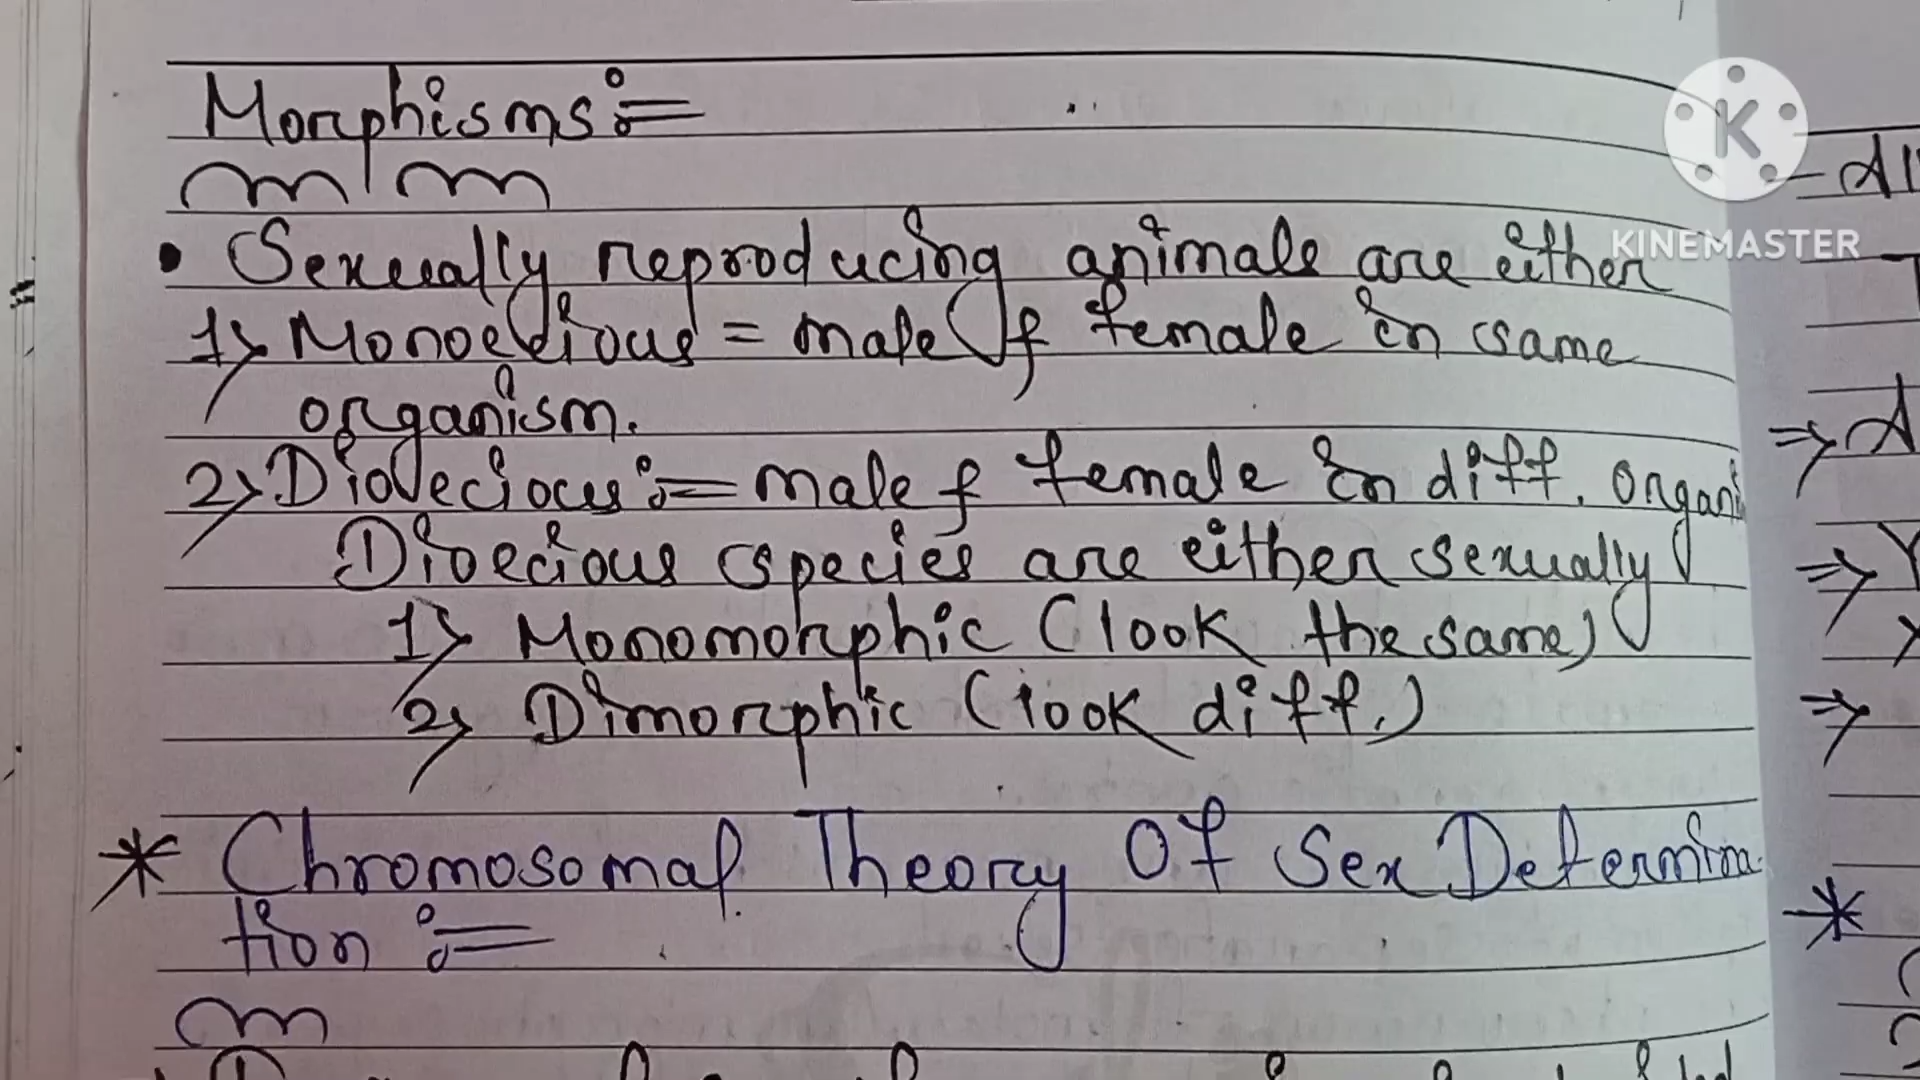 Morphisms :=
K
KINEMASTER
• Sexually reproducing animals are either
1> Monoecious = male & female in same
organism.
2> Dioecious := male & female in diff. organi
Dioecious species are either sexually
1> Monomorphic (look the same)
2> Dimorphic (look diff.)
* Chromosomal Theory Of Sex Determina
tion :=